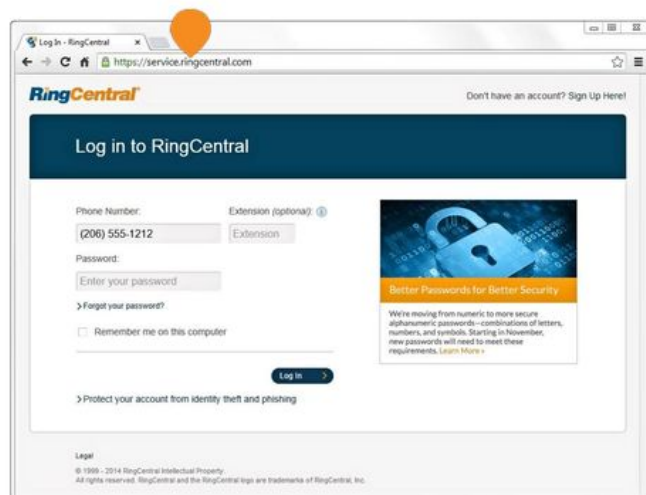 Log In - RingCentral
https://service.ringcentral.com
RingCentral
Don't have an account? Sign Up Here!
Log in to RingCentral
Phone Number: Extension (optional):
(206) 555-1212 Extension
Password:
Enter your password
Forgot your password?
Remember me on this computer
Log In
Protect your account from identity theft and phishing
Better Passwords for Better Security
We're moving from numeric to more secure
alphanumeric passwords—combinations of letters,
numbers, and symbols. Starting in November,
new passwords will need to meet these
requirements. Learn More »
Legal
© 1999 - 2014 RingCentral Intellectual Property.
All rights reserved. RingCentral and the RingCentral logo are trademarks of RingCentral, Inc.